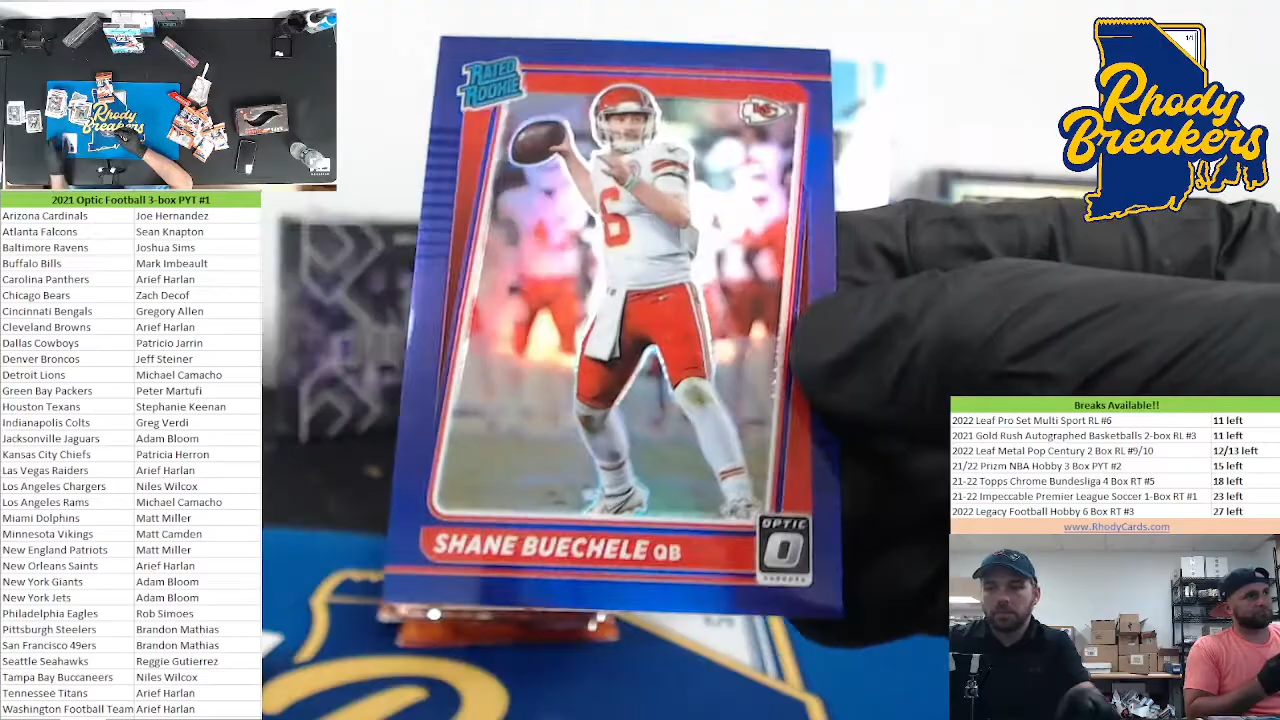 2021 Optic Football 3-box PYT #1
Arizona Cardinals Joe Hernandez
Atlanta Falcons Sean Knapton
Baltimore Ravens Joshua Sims
Buffalo Bills Mark Imbeault
Carolina Panthers Arief Harlan
Chicago Bears Zach Decof
Cincinnati Bengals Gregory Allen
Cleveland Browns Arief Harlan
Dallas Cowboys Patricio Jarrin
Denver Broncos Jeff Steiner
Detroit Lions Michael Camacho
Green Bay Packers Peter Martufi
Houston Texans Stephanie Keenan
Indianapolis Colts Greg Verdi
Jacksonville Jaguars Adam Bloom
Kansas City Chiefs Patricia Herron
Las Vegas Raiders Arief Harlan
Los Angeles Chargers Niles Wilcox
Los Angeles Rams Michael Camacho
Miami Dolphins Matt Miller
Minnesota Vikings Matt Camden
New England Patriots Matt Miller
New Orleans Saints Arief Harlan
New York Giants Adam Bloom
New York Jets Adam Bloom
Philadelphia Eagles Rob Simoes
Pittsburgh Steelers Brandon Mathias
San Francisco 49ers Brandon Mathias
Seattle Seahawks Reggie Gutierrez
Tampa Bay Buccaneers Niles Wilcox
Tennessee Titans Arief Harlan
Washington Football Team Arief Harlan
Rhody
Breakers
RATED
ROOKIE
KC
6
SHANE BUECHELE QB
OPTIC
O
Rhody
Breakers
1/1
Breaks Available!!
2022 Leaf Pro Set Multi Sport RL #6 11 left
2021 Gold Rush Autographed Basketballs 2-box RL #3 11 left
2022 Leaf Metal Pop Century 2 Box RL #9/10 12/13 left
21/22 Prizm NBA Hobby 3 Box PYT #2 15 left
21-22 Topps Chrome Bundesliga 4 Box RT #5 18 left
21-22 Impeccable Premier League Soccer 1-Box RT #1 23 left
2022 Legacy Football Hobby 6 Box RT #3 27 left
www.RhodyCards.com